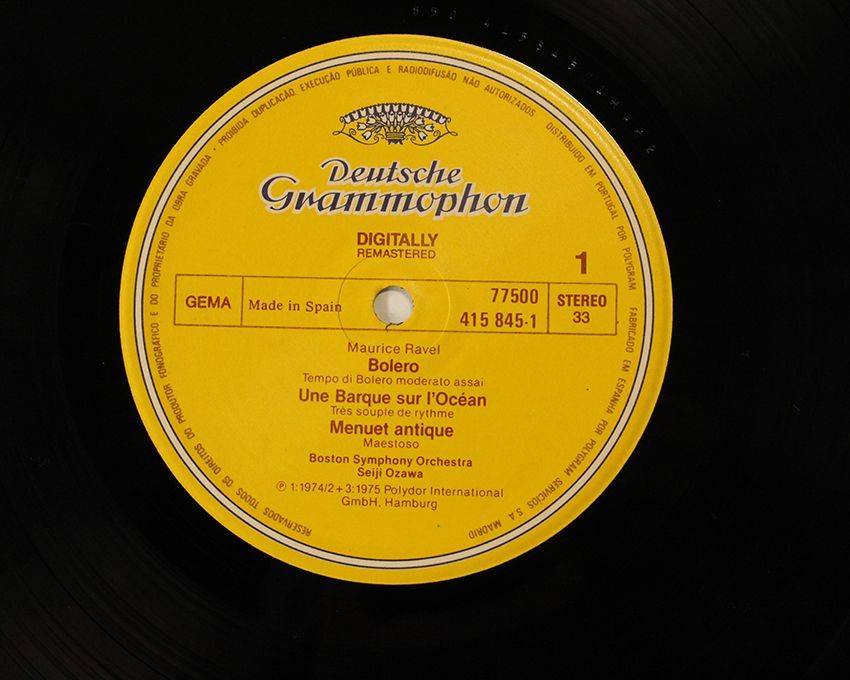 Deutsche
Grammophon
DIGITALLY
REMASTERED
1
GEMA
Made in Spain
77500
415 845-1
STEREO
33
Maurice Ravel
Bolero
Tempo di Bolero moderato assai
Une Barque sur l'Océan
Très souple de rythme
Menuet antique
Maestoso
Boston Symphony Orchestra
Seiji Ozawa
℗ 1:1974/2+3:1975 Polydor International
GmbH, Hamburg
RESERVADOS TODOS OS DIREITOS DO PRODUTOR FONOGRÁFICO E DO PROPRIETÁRIO DA OBRA GRAVADA · PROIBIDA DUPLICAÇÃO, EXECUÇÃO PÚBLICA E RADIODIFUSÃO NÃO AUTORIZADOS · DISTRIBUIDO EM PORTUGAL POR POLYGRAM · FABRICADO EM ESPANHA POR POLYGRAM SERVICIOS S.A. MADRID